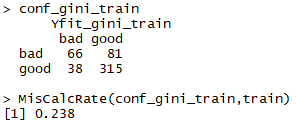 > conf_gini_train
Yfit_gini_train
bad good
bad 66 81
good 38 315
> MisCalcRate(conf_gini_train,train)
[1] 0.238